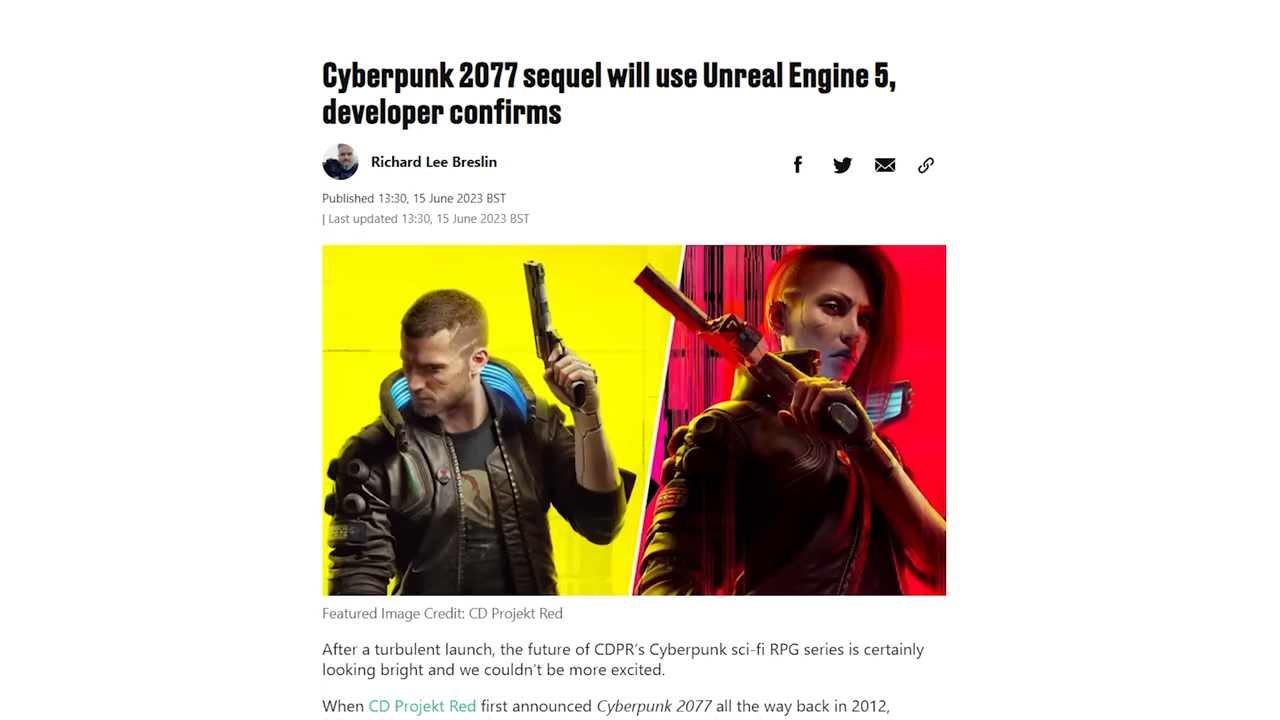 Cyberpunk 2077 sequel will use Unreal Engine 5,
developer confirms
Richard Lee Breslin
Published 13:30, 15 June 2023 BST
| Last updated 13:30, 15 June 2023 BST
Featured Image Credit: CD Projekt Red
After a turbulent launch, the future of CDPR’s Cyberpunk sci-fi RPG series is certainly
looking bright and we couldn't be more excited.
When CD Projekt Red first announced Cyberpunk 2077 all the way back in 2012,